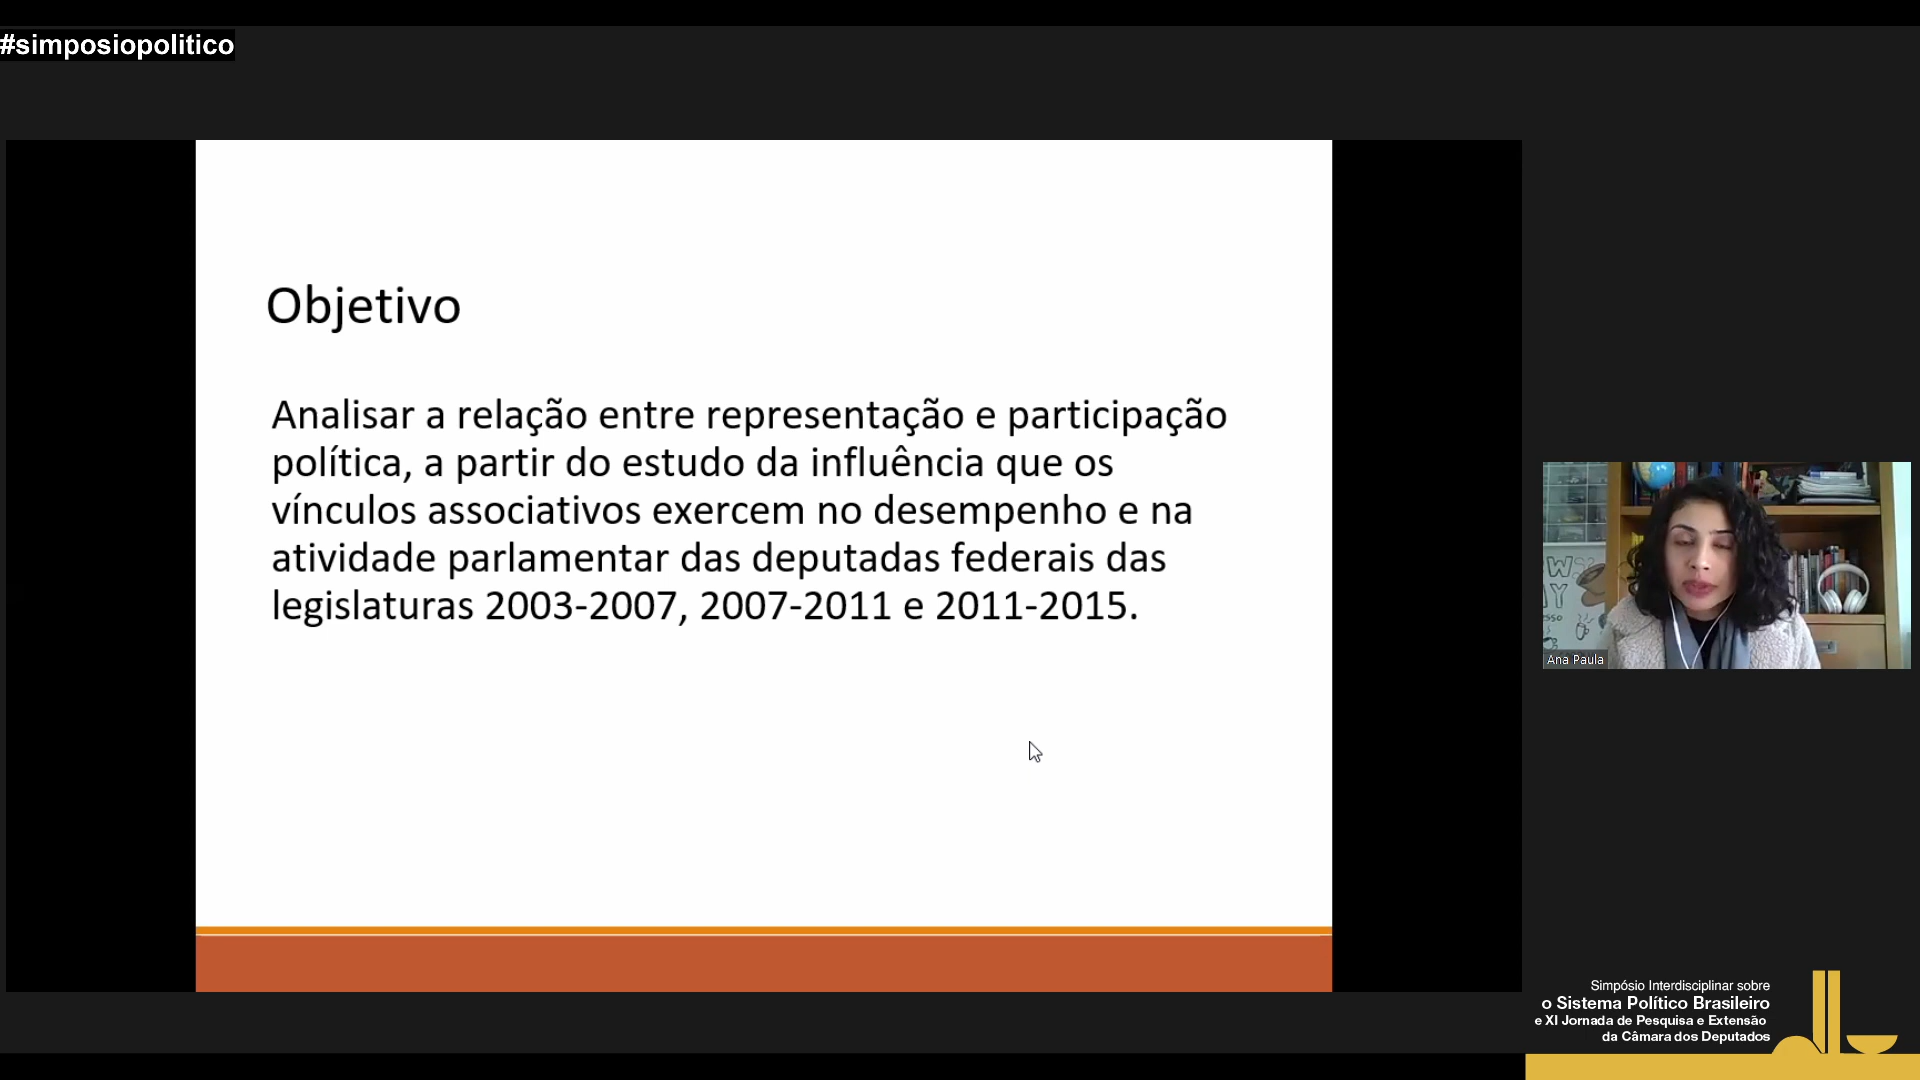 #simposiopolitico
Objetivo
Analisar a relação entre representação e participação
política, a partir do estudo da influência que os
vínculos associativos exercem no desempenho e na
atividade parlamentar das deputadas federais das
legislaturas 2003-2007, 2007-2011 e 2011-2015.
Ana Paula
Simpósio Interdisciplinar sobre
o Sistema Político Brasileiro
e XI Jornada de Pesquisa e Extensão
da Câmara dos Deputados